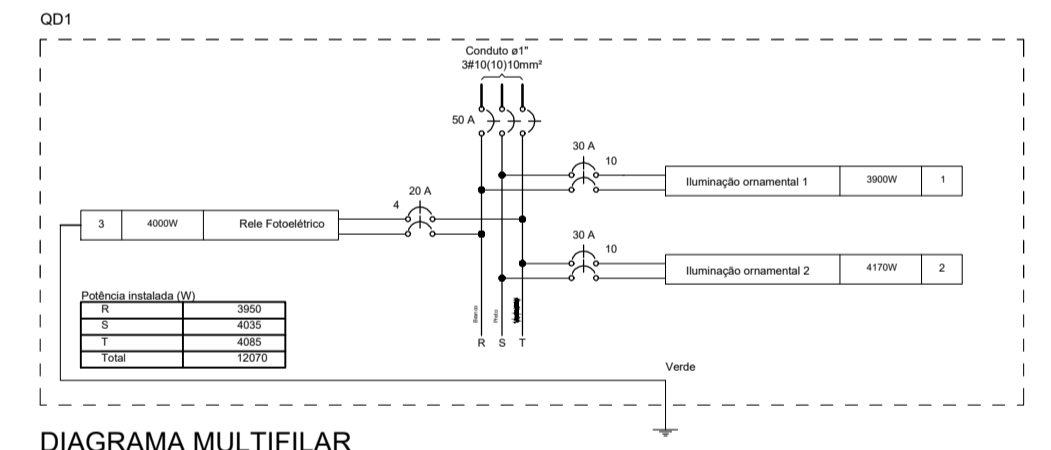 QD1
Conduto ø1"
3#10(10)10mm²
50 A
30 A
10
Iluminação ornamental 1 3900W 1
20 A
4
3 4000W Rele Fotoelétrico
30 A
10
Iluminação ornamental 2 4170W 2
Potência instalada (W)
R 3950
S 4035
T 4085
Total 12070
Preto
R S T
Verde
DIAGRAMA MULTIFILAR